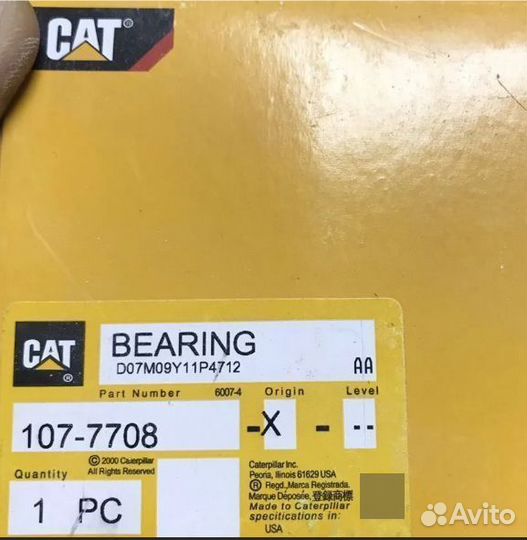 CAT
CAT
®
BEARING
D07M09Y11P4712
AA
Part Number 6007-4 Origin Level
107-7708 -X - --
© 2000 Caterpillar
All Rights Reserved
Quantity
1 PC
Caterpillar Inc.
Peoria, Ilinois 61629 USA
® Regd.,Marca Registrada.
Marque Déposée, 登録商標
Made to Caterpillar
specifications in:
USA
Avito